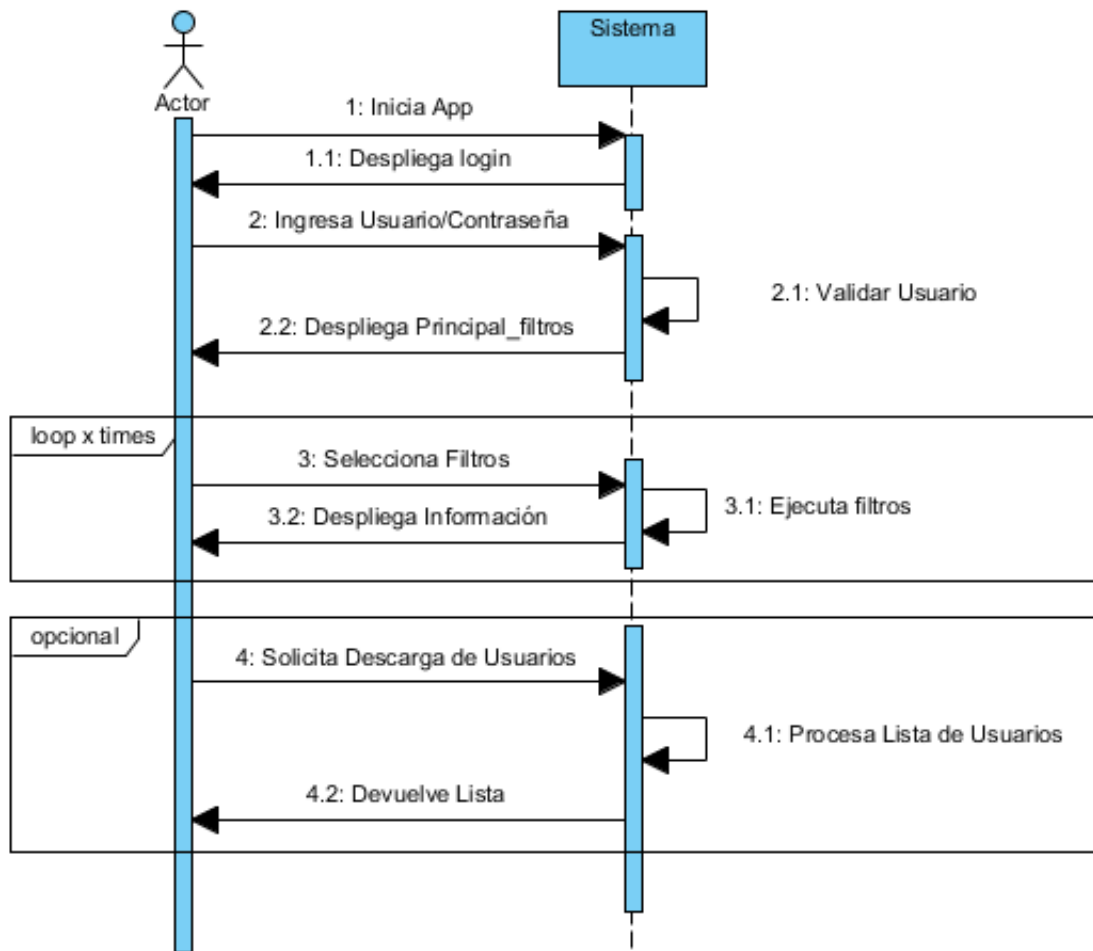 Sistema
Actor
1: Inicia App
1.1: Despliega login
2: Ingresa Usuario/Contraseña
2.1: Validar Usuario
2.2: Despliega Principal_filtros
loop x times
3: Selecciona Filtros
3.1: Ejecuta filtros
3.2: Despliega Información
opcional
4: Solicita Descarga de Usuarios
4.1: Procesa Lista de Usuarios
4.2: Devuelve Lista